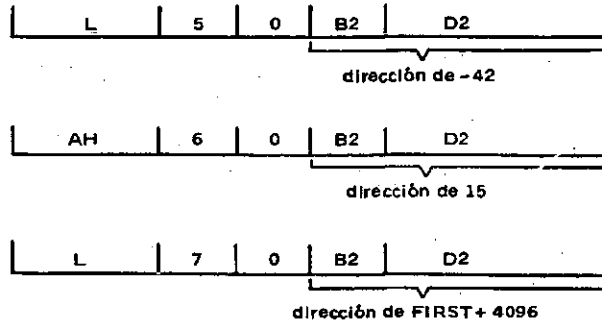 L 5 0 B2 D2
dirección de -42
AH 6 0 B2 D2
dirección de 15
L 7 0 B2 D2
dirección de FIRST+ 4096